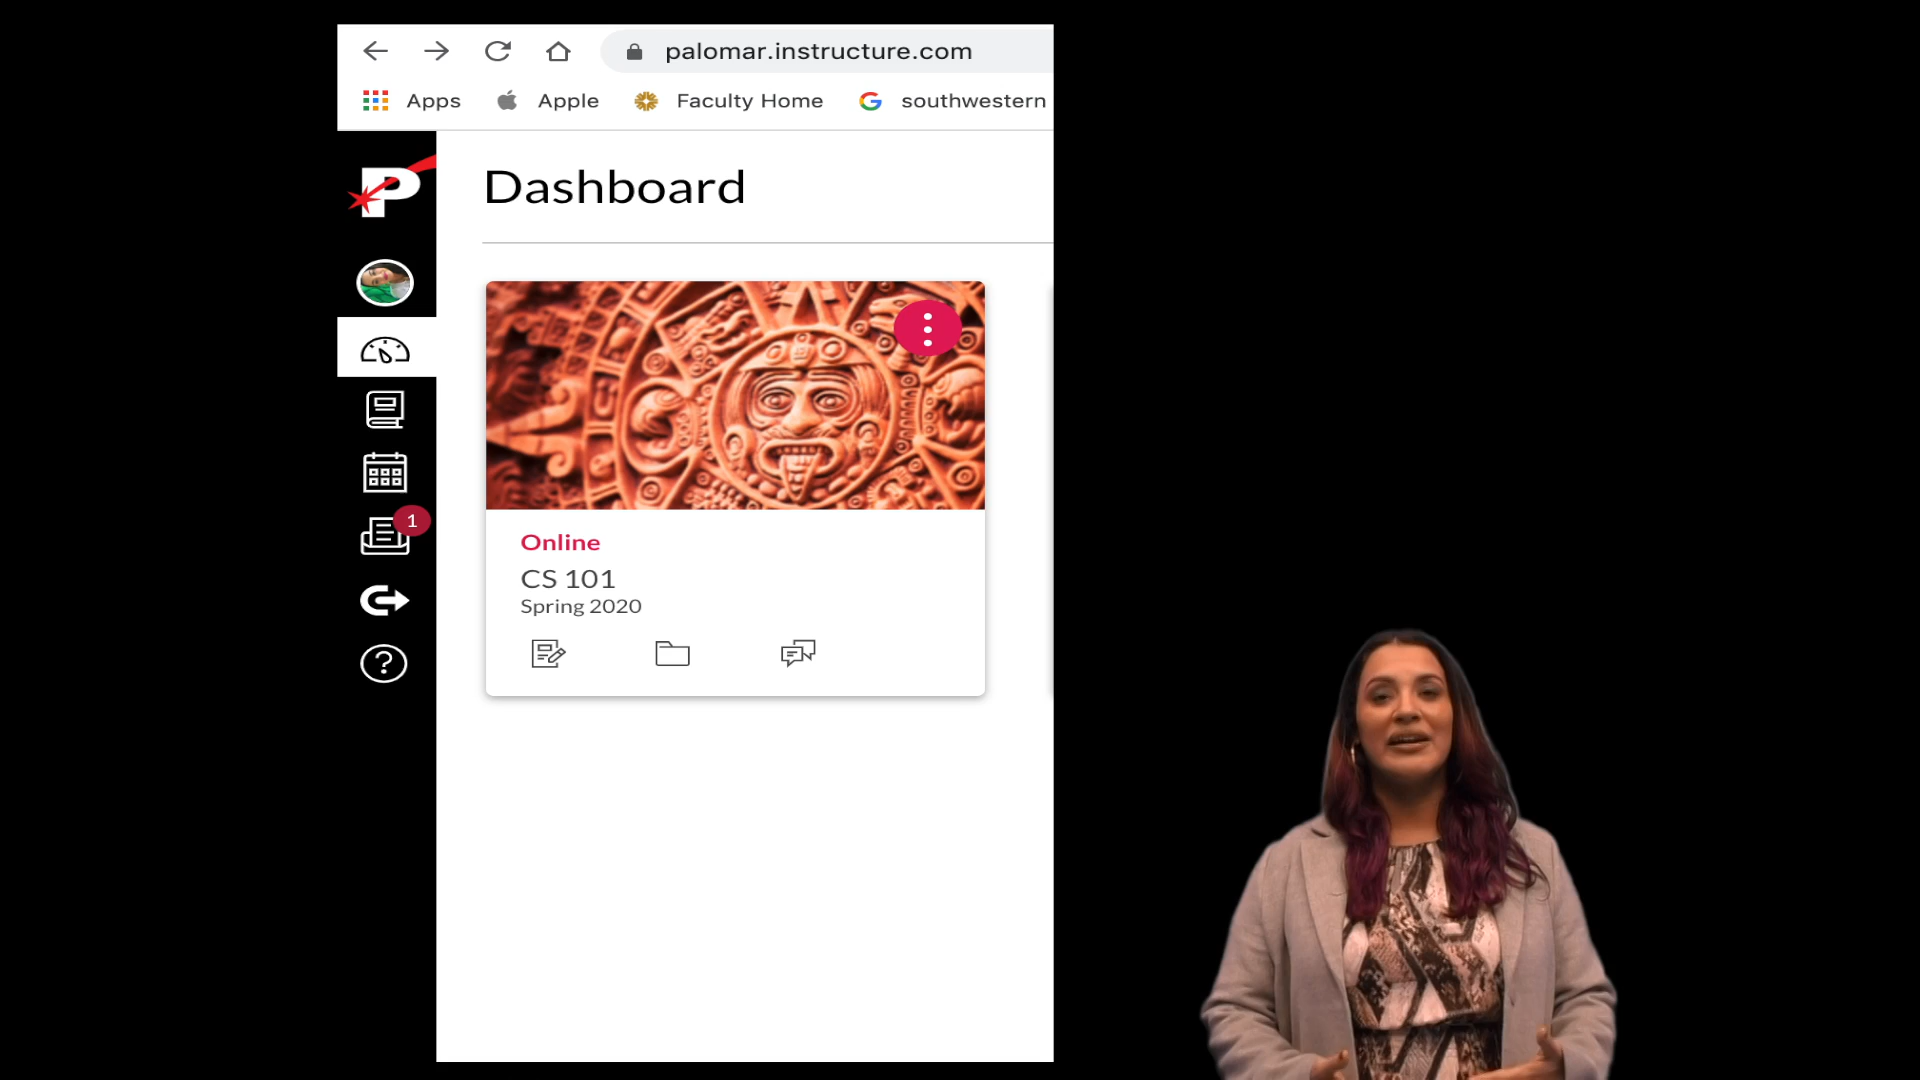 palomar.instructure.com
Apps Apple Faculty Home southwestern
P
Dashboard
1
Online
CS 101
Spring 2020
?